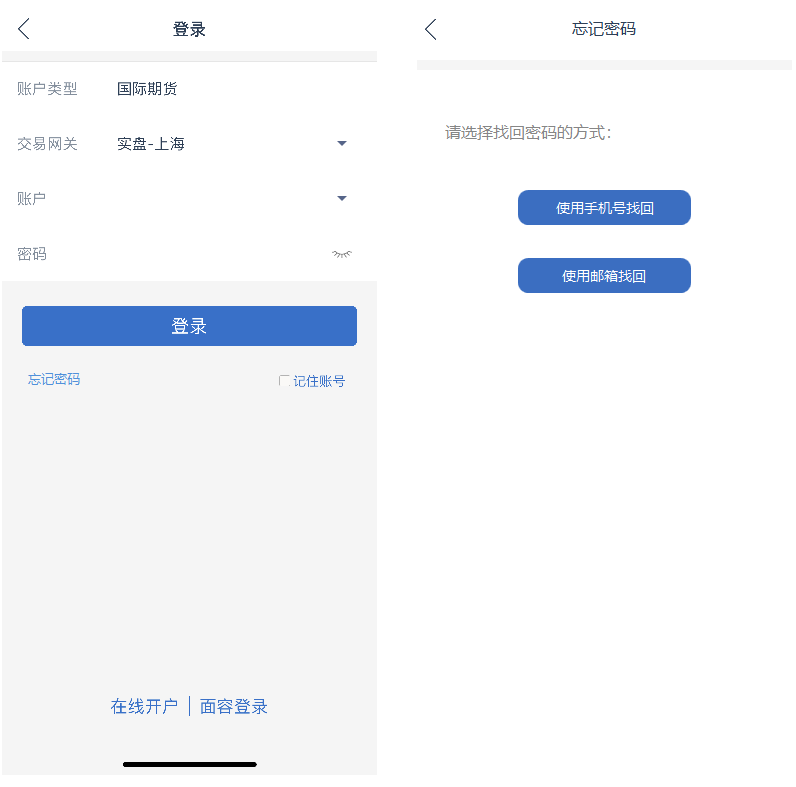 登录
账户类型 国际期货
交易网关 实盘-上海
账户
密码
登录
忘记密码 记住账号
在线开户 面容登录
忘记密码
请选择找回密码的方式：
使用手机号找回
使用邮箱找回